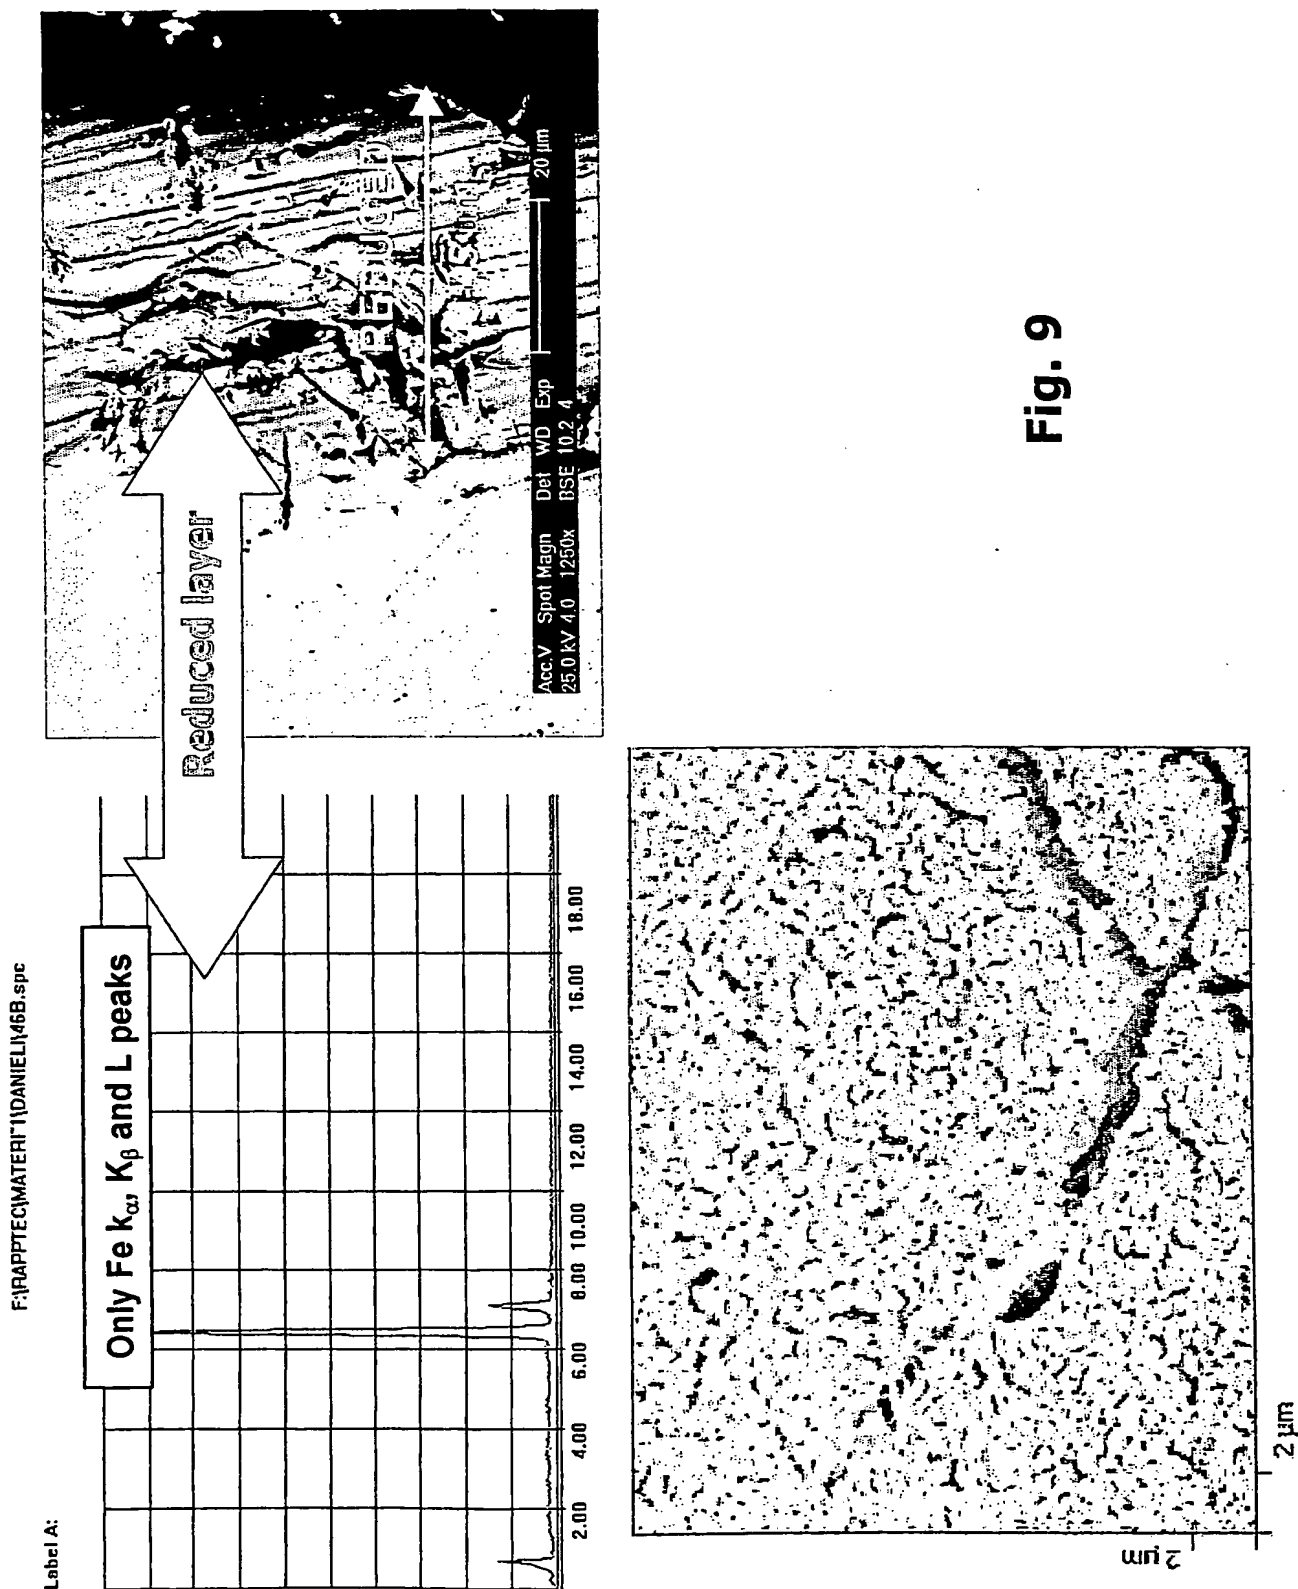 F:\RAPPTEC\MATERI~1\DANIELI\46B.spc
Label A:
Only Fe kα, Kβ and L peaks
2.00 4.00 6.00 8.00 10.00 12.00 14.00 16.00 18.00
Reduced layer
REDUCED
Acc.V Spot Magn Det WD Exp 20 µm
25.0 kV 4.0 1250x BSE 10.2 4
2 µm
2 µm
Fig. 9